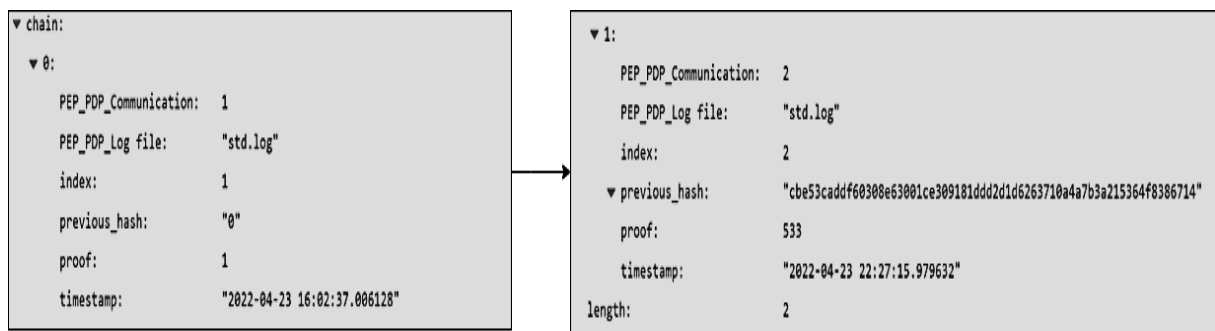 ▼ chain:
▼ 0:
PEP_PDP_Communication: 1
PEP_PDP_Log file: "std.log"
index: 1
previous_hash: "0"
proof: 1
timestamp: "2022-04-23 16:02:37.006128"
▼ 1:
PEP_PDP_Communication: 2
PEP_PDP_Log file: "std.log"
index: 2
▼ previous_hash: "cbe53caddf60308e63001ce309181ddd2d1d6263710a4a7b3a215364f8386714"
proof: 533
timestamp: "2022-04-23 22:27:15.979632"
length: 2